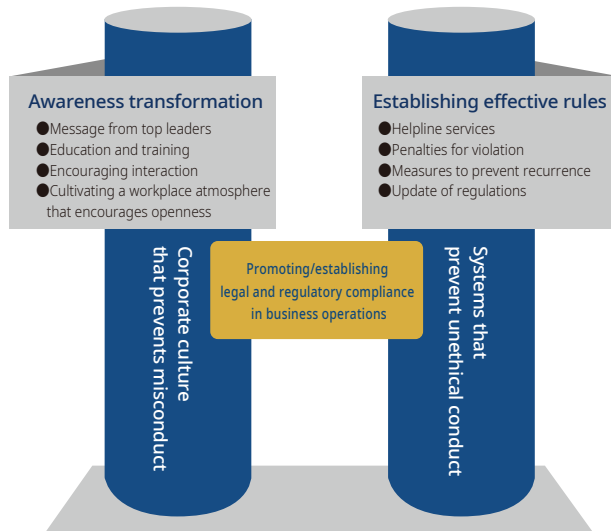 Awareness transformation
●Message from top leaders
●Education and training
●Encouraging interaction
●Cultivating a workplace atmosphere
that encourages openness
Establishing effective rules
●Helpline services
●Penalties for violation
●Measures to prevent recurrence
●Update of regulations
Corporate culture
that prevents misconduct
Promoting/establishing
legal and regulatory compliance
in business operations
Systems that
prevent unethical conduct